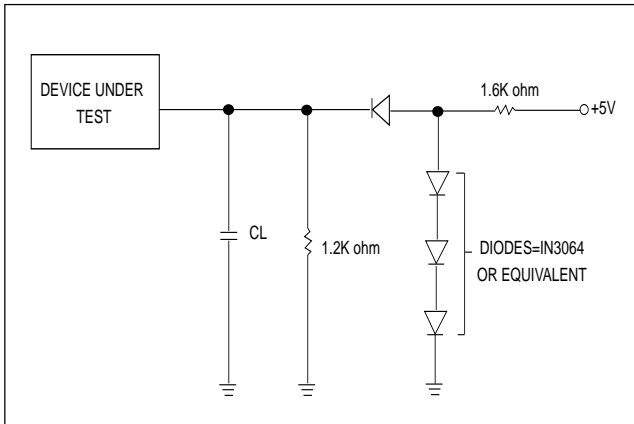 DEVICE UNDER
TEST
1.6K ohm
+5V
CL
1.2K ohm
DIODES=IN3064
OR EQUIVALENT